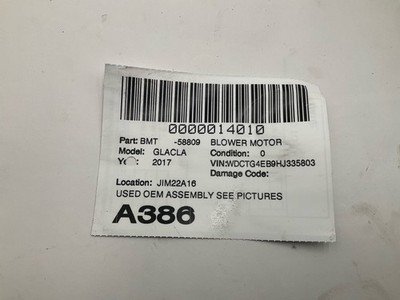 0000014010
Part: BMT -58809 BLOWER MOTOR
Model: GLACLA Condition: 0
2017 VIN:WDCTG4EB9HJ335803
Damage Code:
Location: JIM22A16
USED OEM ASSEMBLY SEE PICTURES
A386